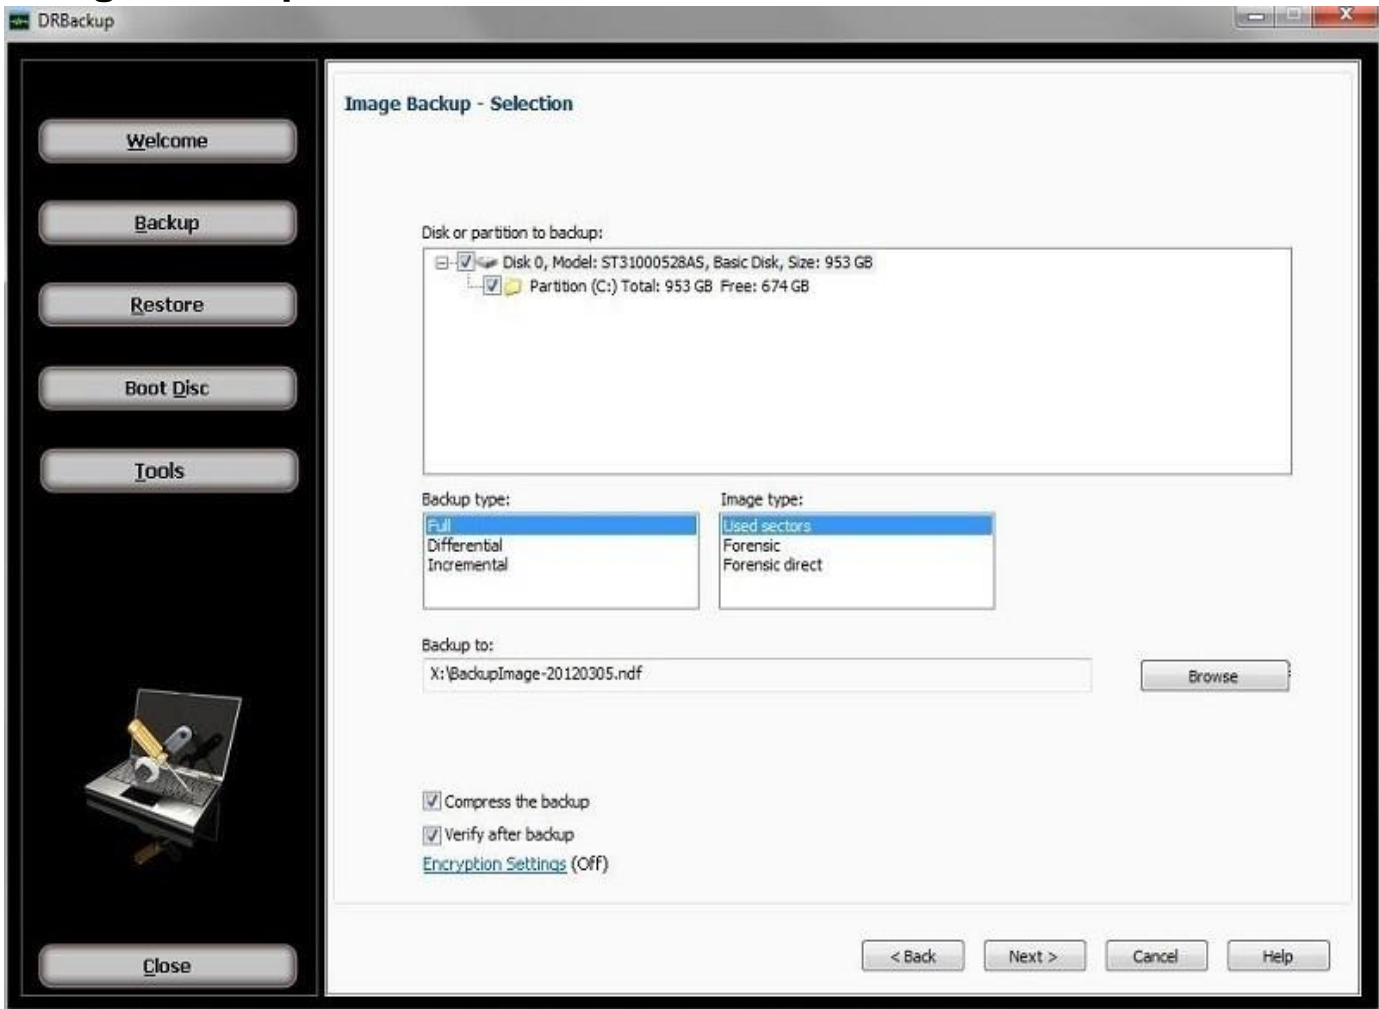 DRBackup
Image Backup - Selection
Welcome
Backup
Restore
Boot Disc
Tools
Close
Disk or partition to backup:
Disk 0, Model: ST31000528AS, Basic Disk, Size: 953 GB
Partition (C:) Total: 953 GB Free: 674 GB
Backup type:
Full
Differential
Incremental
Image type:
Used sectors
Forensic
Forensic direct
Backup to:
X:\BackupImage-20120305.ndf
Browse
Compress the backup
Verify after backup
Encryption Settings (Off)
< Back
Next >
Cancel
Help